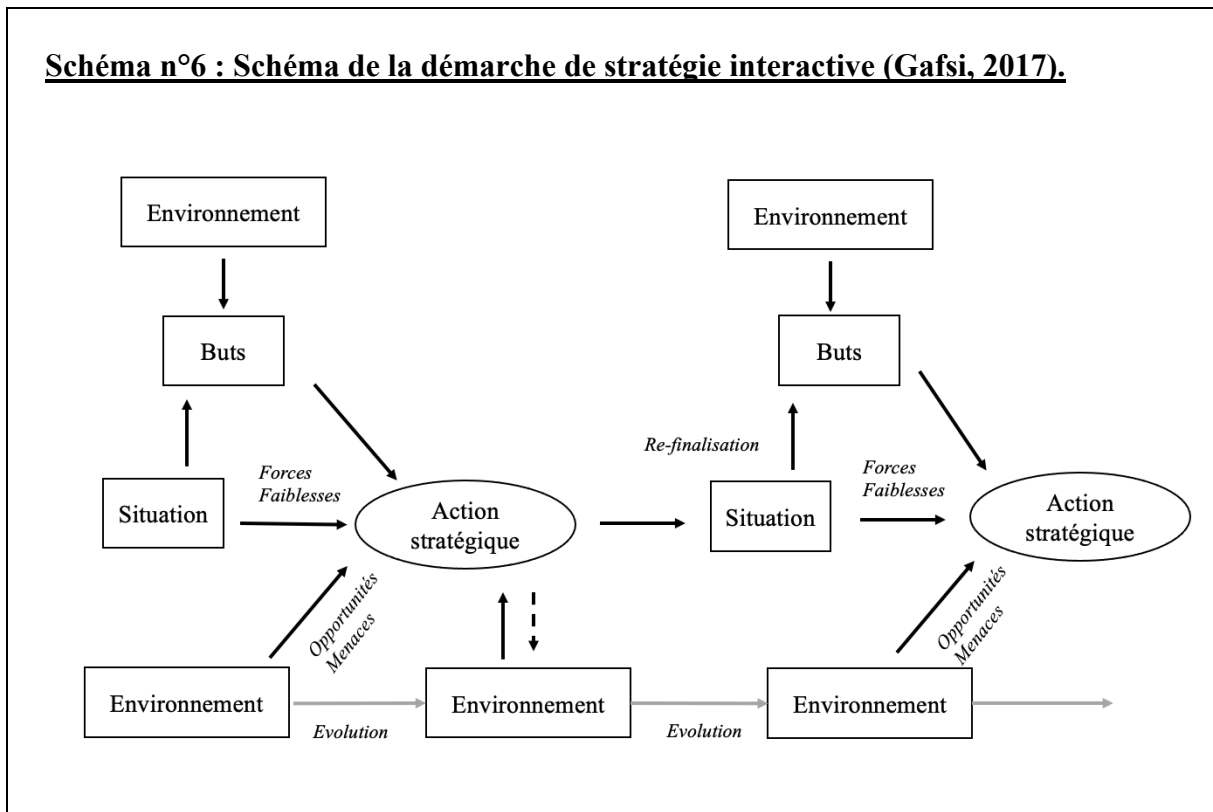 Schéma n°6 : Schéma de la démarche de stratégie interactive (Gafsi, 2017).
Environnement
Environnement
Buts
Buts
Re-finalisation
Forces
Faiblesses
Forces
Faiblesses
Situation
Action
stratégique
Situation
Action
stratégique
Opportunités
Menaces
Opportunités
Menaces
Environnement
Environnement
Environnement
Evolution
Evolution